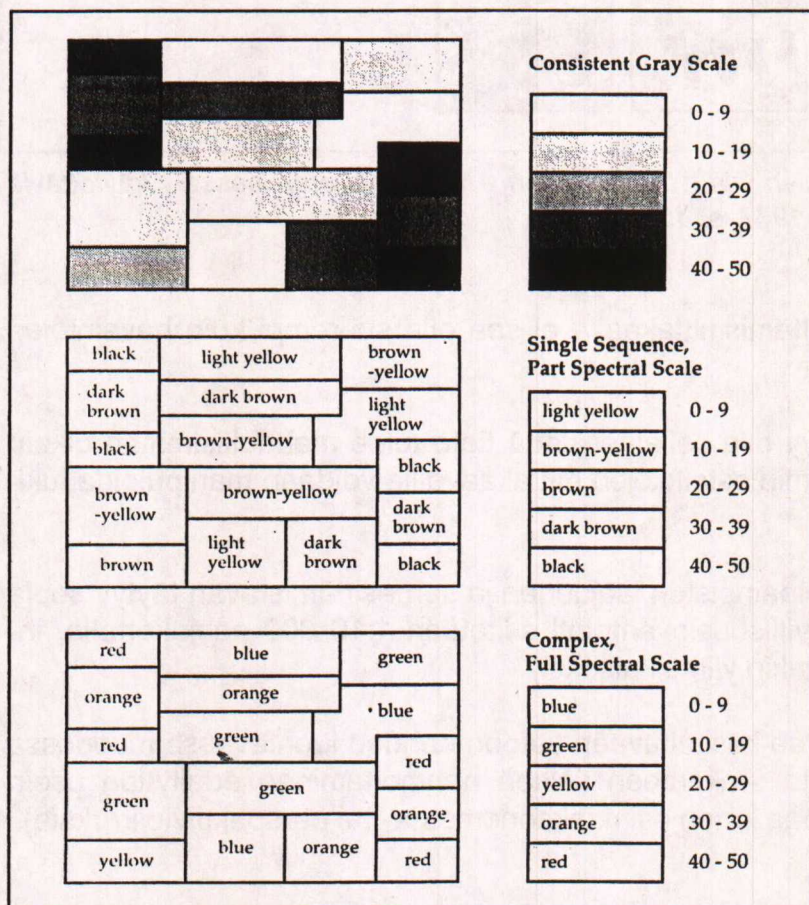 Consistent Gray Scale
0 - 9
10 - 19
20 - 29
30 - 39
40 - 50
black
light yellow
brown
-yellow
dark
brown
dark brown
light
yellow
black
brown-yellow
black
brown
-yellow
brown-yellow
dark
brown
brown
light
yellow
dark
brown
black
Single Sequence,
Part Spectral Scale
light yellow 0 - 9
brown-yellow 10 - 19
brown 20 - 29
dark brown 30 - 39
black 40 - 50
red
blue
green
orange
orange
blue
red
green
red
green
green
orange
yellow
blue
orange
red
Complex,
Full Spectral Scale
blue 0 - 9
green 10 - 19
yellow 20 - 29
orange 30 - 39
red 40 - 50